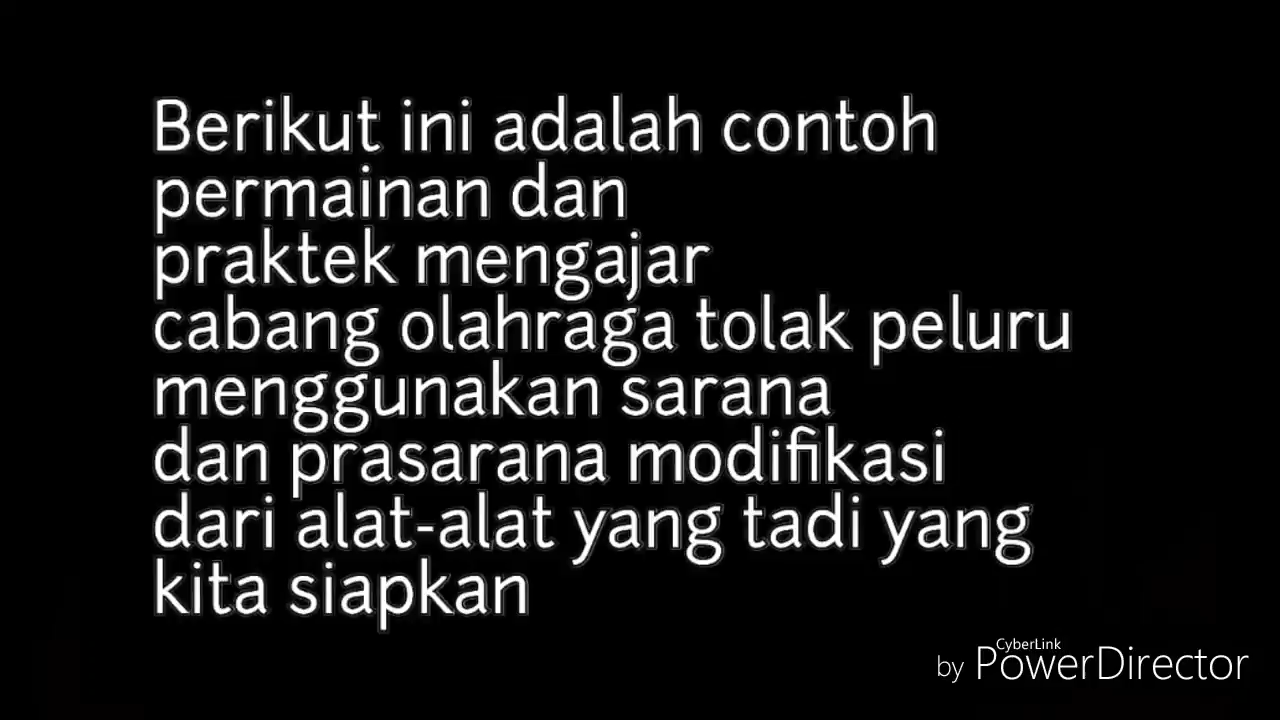 Berikut ini adalah contoh
permainan dan
praktek mengajar
cabang olahraga tolak peluru
menggunakan sarana
dan prasarana modifikasi
dari alat-alat yang tadi yang
kita siapkan
CyberLink
by PowerDirector